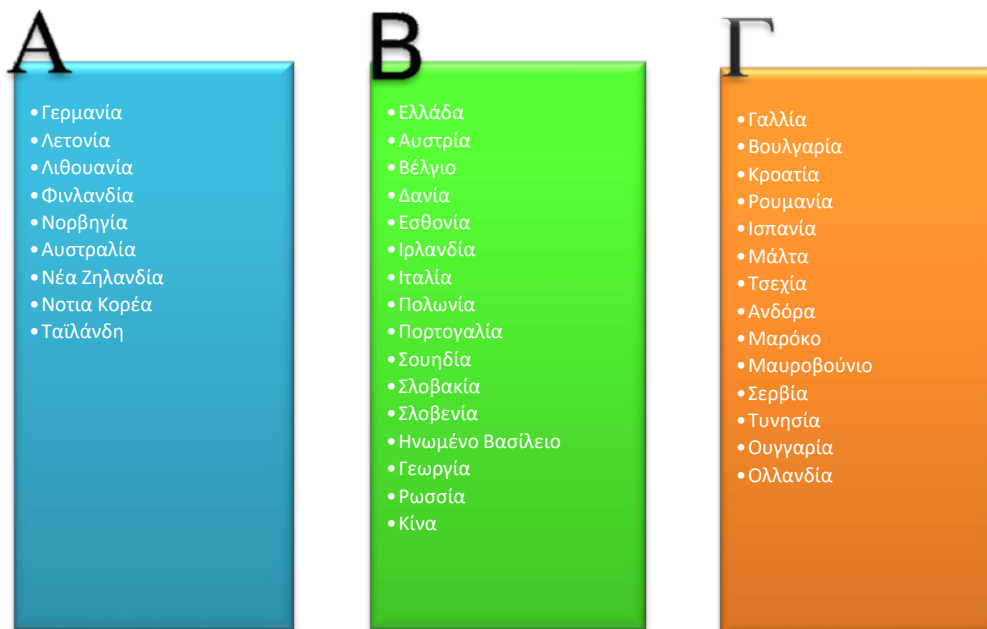 Α
• Γερμανία
• Λετονία
• Λιθουανία
• Φινλανδία
• Νορβηγία
• Αυστραλία
• Νέα Ζηλανδία
• Νοτια Κορέα
• Ταϊλάνδη
Β
• Ελλάδα
• Αυστρία
• Βέλγιο
• Δανία
• Εσθονία
• Ιρλανδία
• Ιταλία
• Πολωνία
• Πορτογαλία
• Σουηδία
• Σλοβακία
• Σλοβενία
• Ηνωμένο Βασίλειο
• Γεωργία
• Ρωσσία
• Κίνα
Γ
• Γαλλία
• Βουλγαρία
• Κροατία
• Ρουμανία
• Ισπανία
• Μάλτα
• Τσεχία
• Ανδόρα
• Μαρόκο
• Μαυροβούνιο
• Σερβία
• Τυνησία
• Ουγγαρία
• Ολλανδία